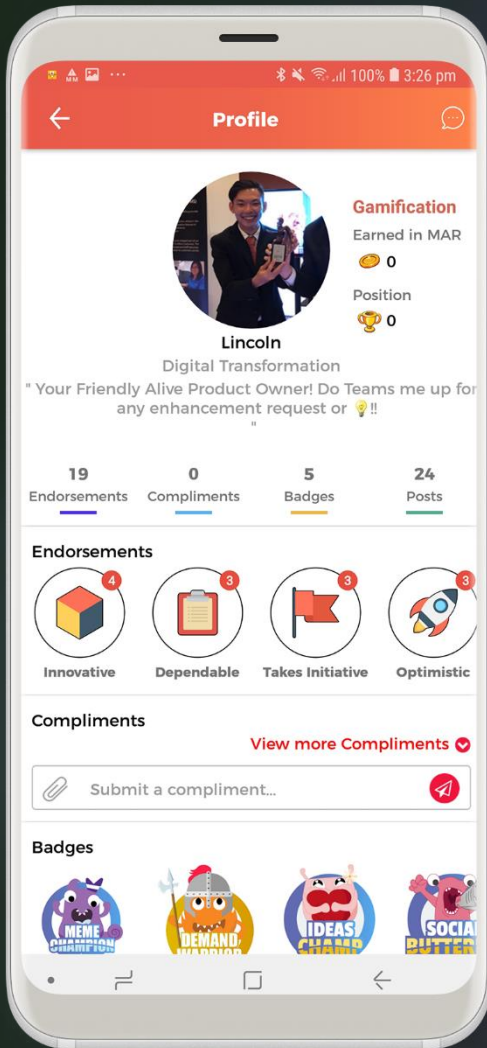 100% 3:26 pm
Profile
Gamification
Earned in MAR
0
Position
0
Lincoln
Digital Transformation
" Your Friendly Alive Product Owner! Do Teams me up for
any enhancement request or 💡!!
"
19 0 5 24
Endorsements Compliments Badges Posts
Endorsements
4 3 3 3
Innovative Dependable Takes Initiative Optimistic
Compliments
View more Compliments
Submit a compliment...
Badges
MEME IDEAS SOCIAL
CHAMPION DEMAND CHAMP BUTTER
WARRIOR